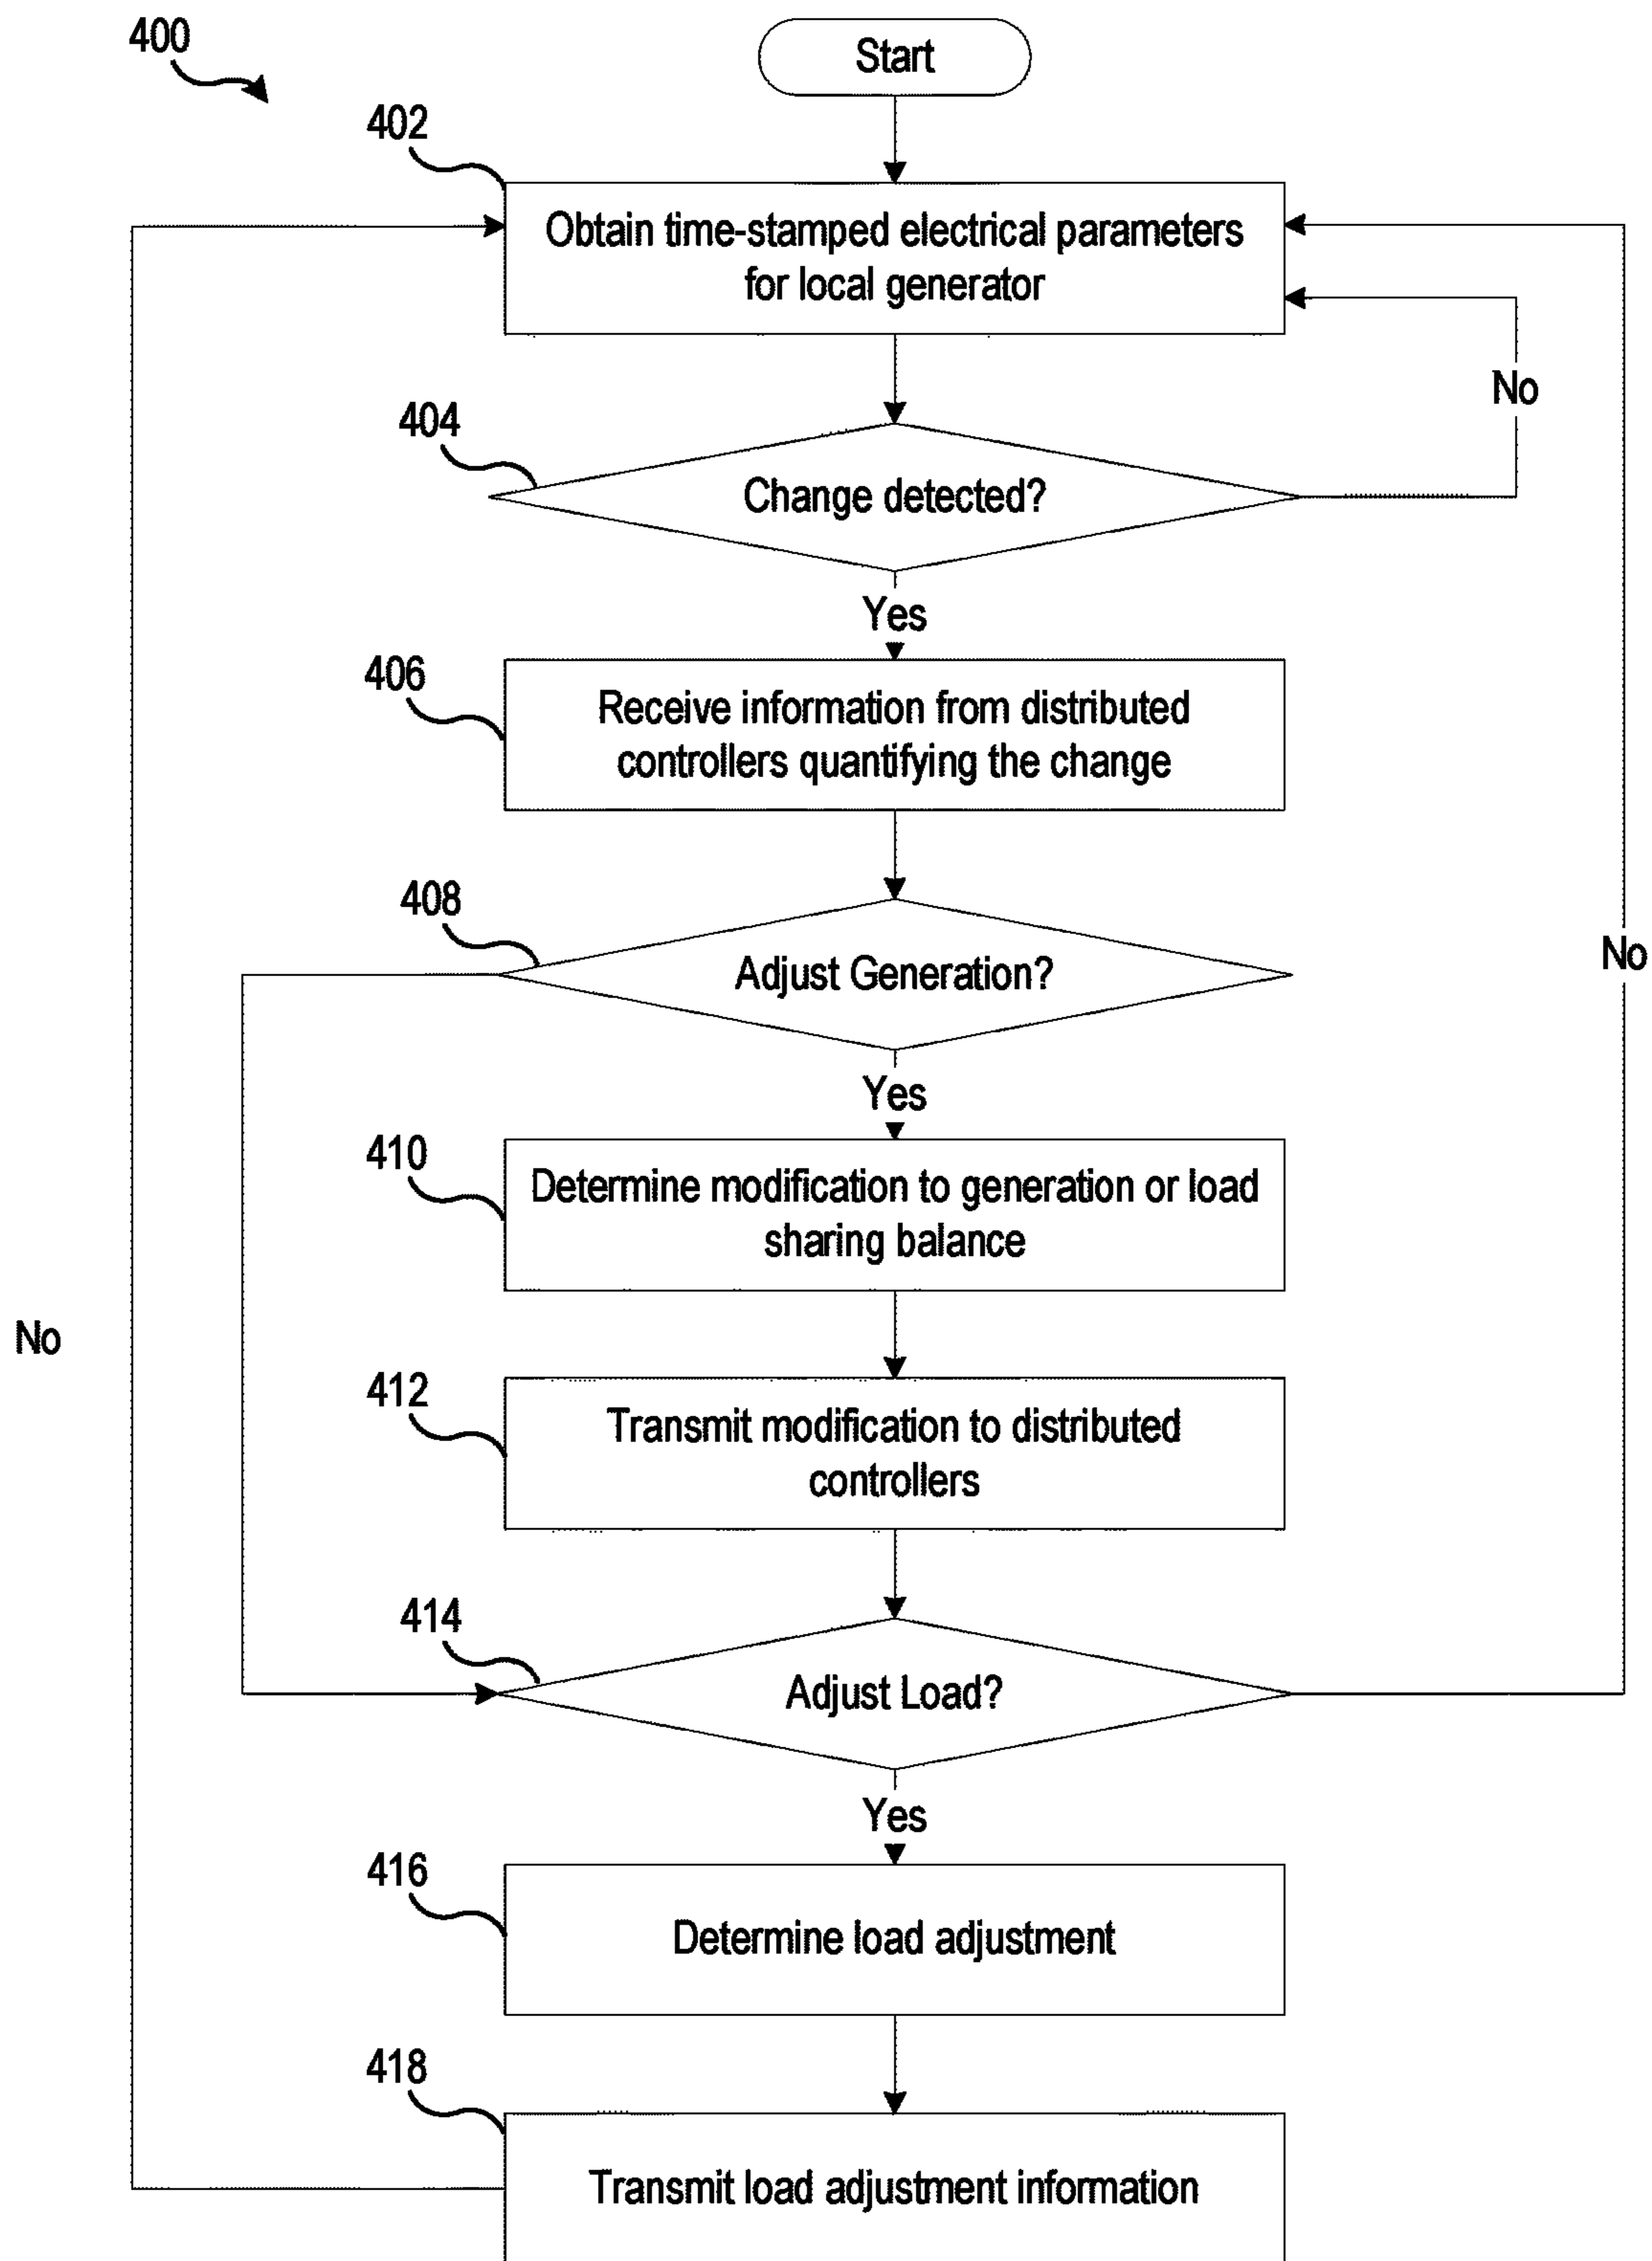 400
Start
402
Obtain time-stamped electrical parameters
for local generator
No
404
Change detected?
Yes
406
Receive information from distributed
controllers quantifying the change
408
Adjust Generation?
No
Yes
410
Determine modification to generation or load
sharing balance
No
412
Transmit modification to distributed
controllers
414
Adjust Load?
Yes
416
Determine load adjustment
418
Transmit load adjustment information